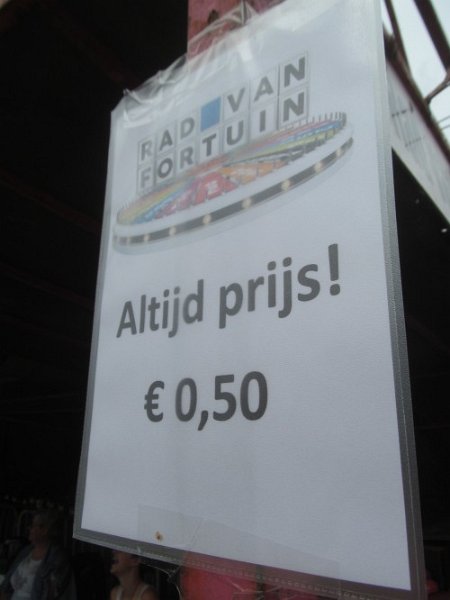 RAD VAN
FORTUIN
Altijd prijs!
€ 0,50